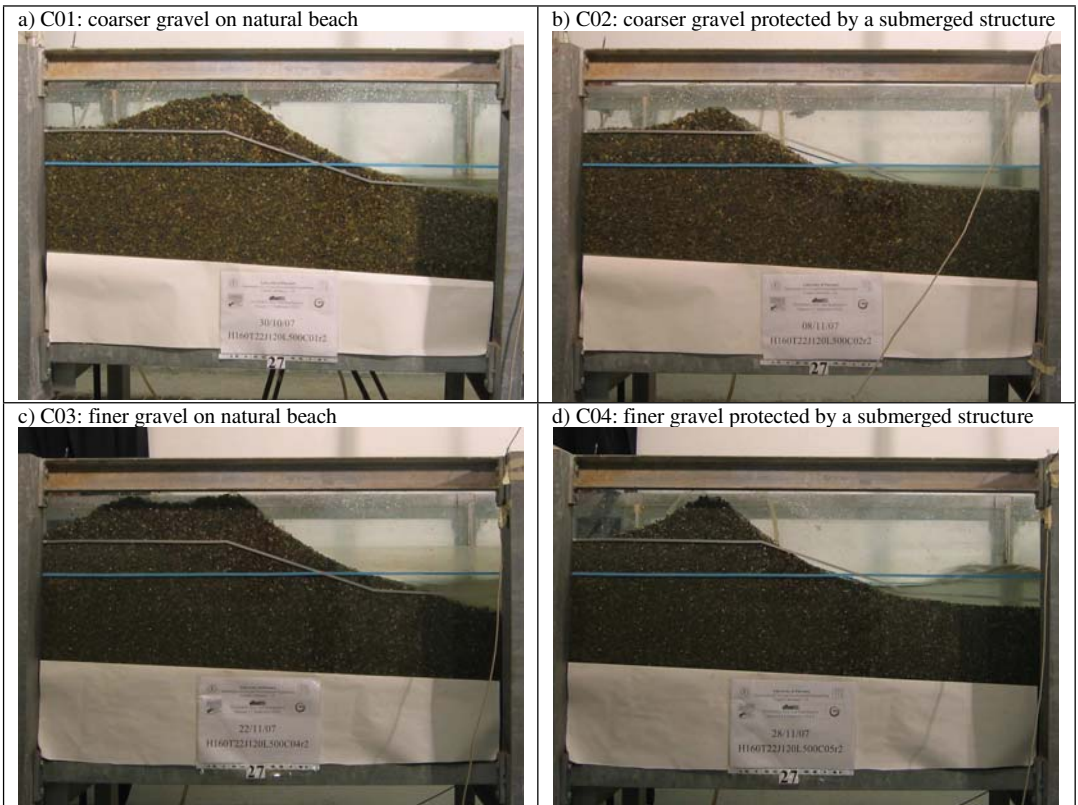 a) C01: coarser gravel on natural beach
30/10/07
H160T22J120L500C01r2
27
b) C02: coarser gravel protected by a submerged structure
08/11/07
H160T22J120L500C02r2
27
c) C03: finer gravel on natural beach
22/11/07
H160T22J120L500C04r2
27
d) C04: finer gravel protected by a submerged structure
28/11/07
H160T22J120L500C05r2
27